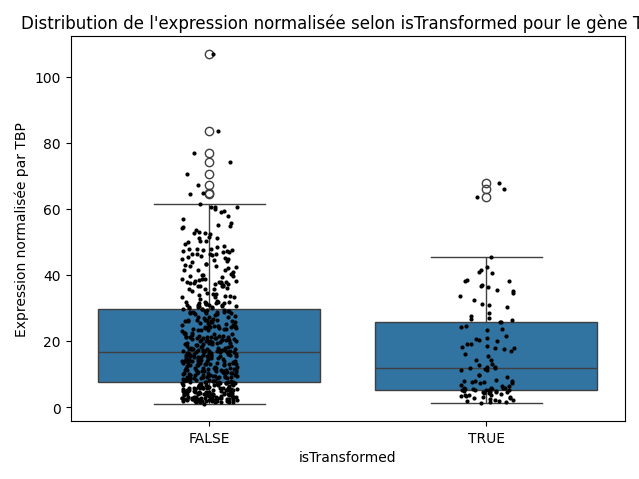 Distribution de l'expression normalisée selon isTransformed pour le gène T
100
80
60
40
20
0
Expression normalisée par TBP
FALSE
TRUE
isTransformed